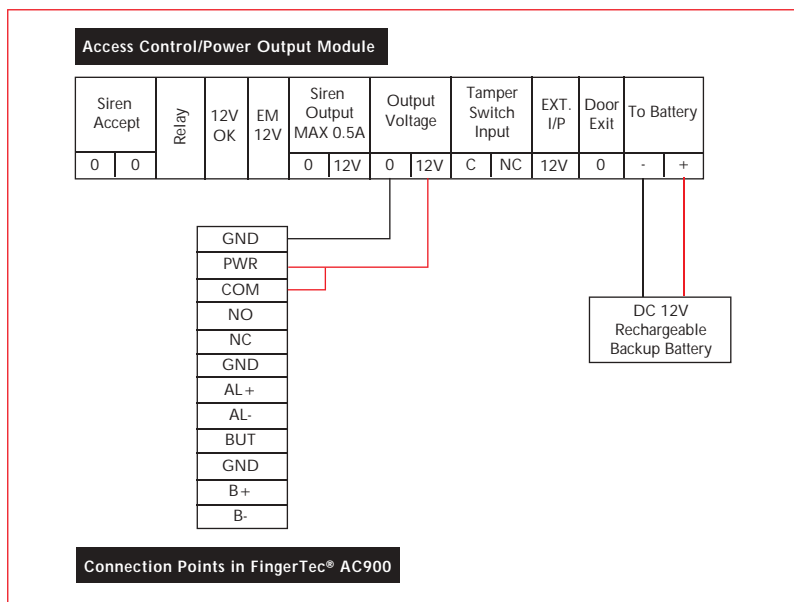 Access Control/Power Output Module
Siren Accept
Relay
12V OK
EM 12V
Siren Output MAX 0.5A
Output Voltage
Tamper Switch Input
EXT. I/P
Door Exit
To Battery
0 0 0 12V 0 12V C NC 12V 0 - +
GND
PWR
COM
NO
NC
GND
AL+
AL-
BUT
GND
B+
B-
DC 12V
Rechargeable
Backup Battery
Connection Points in FingerTec® AC900